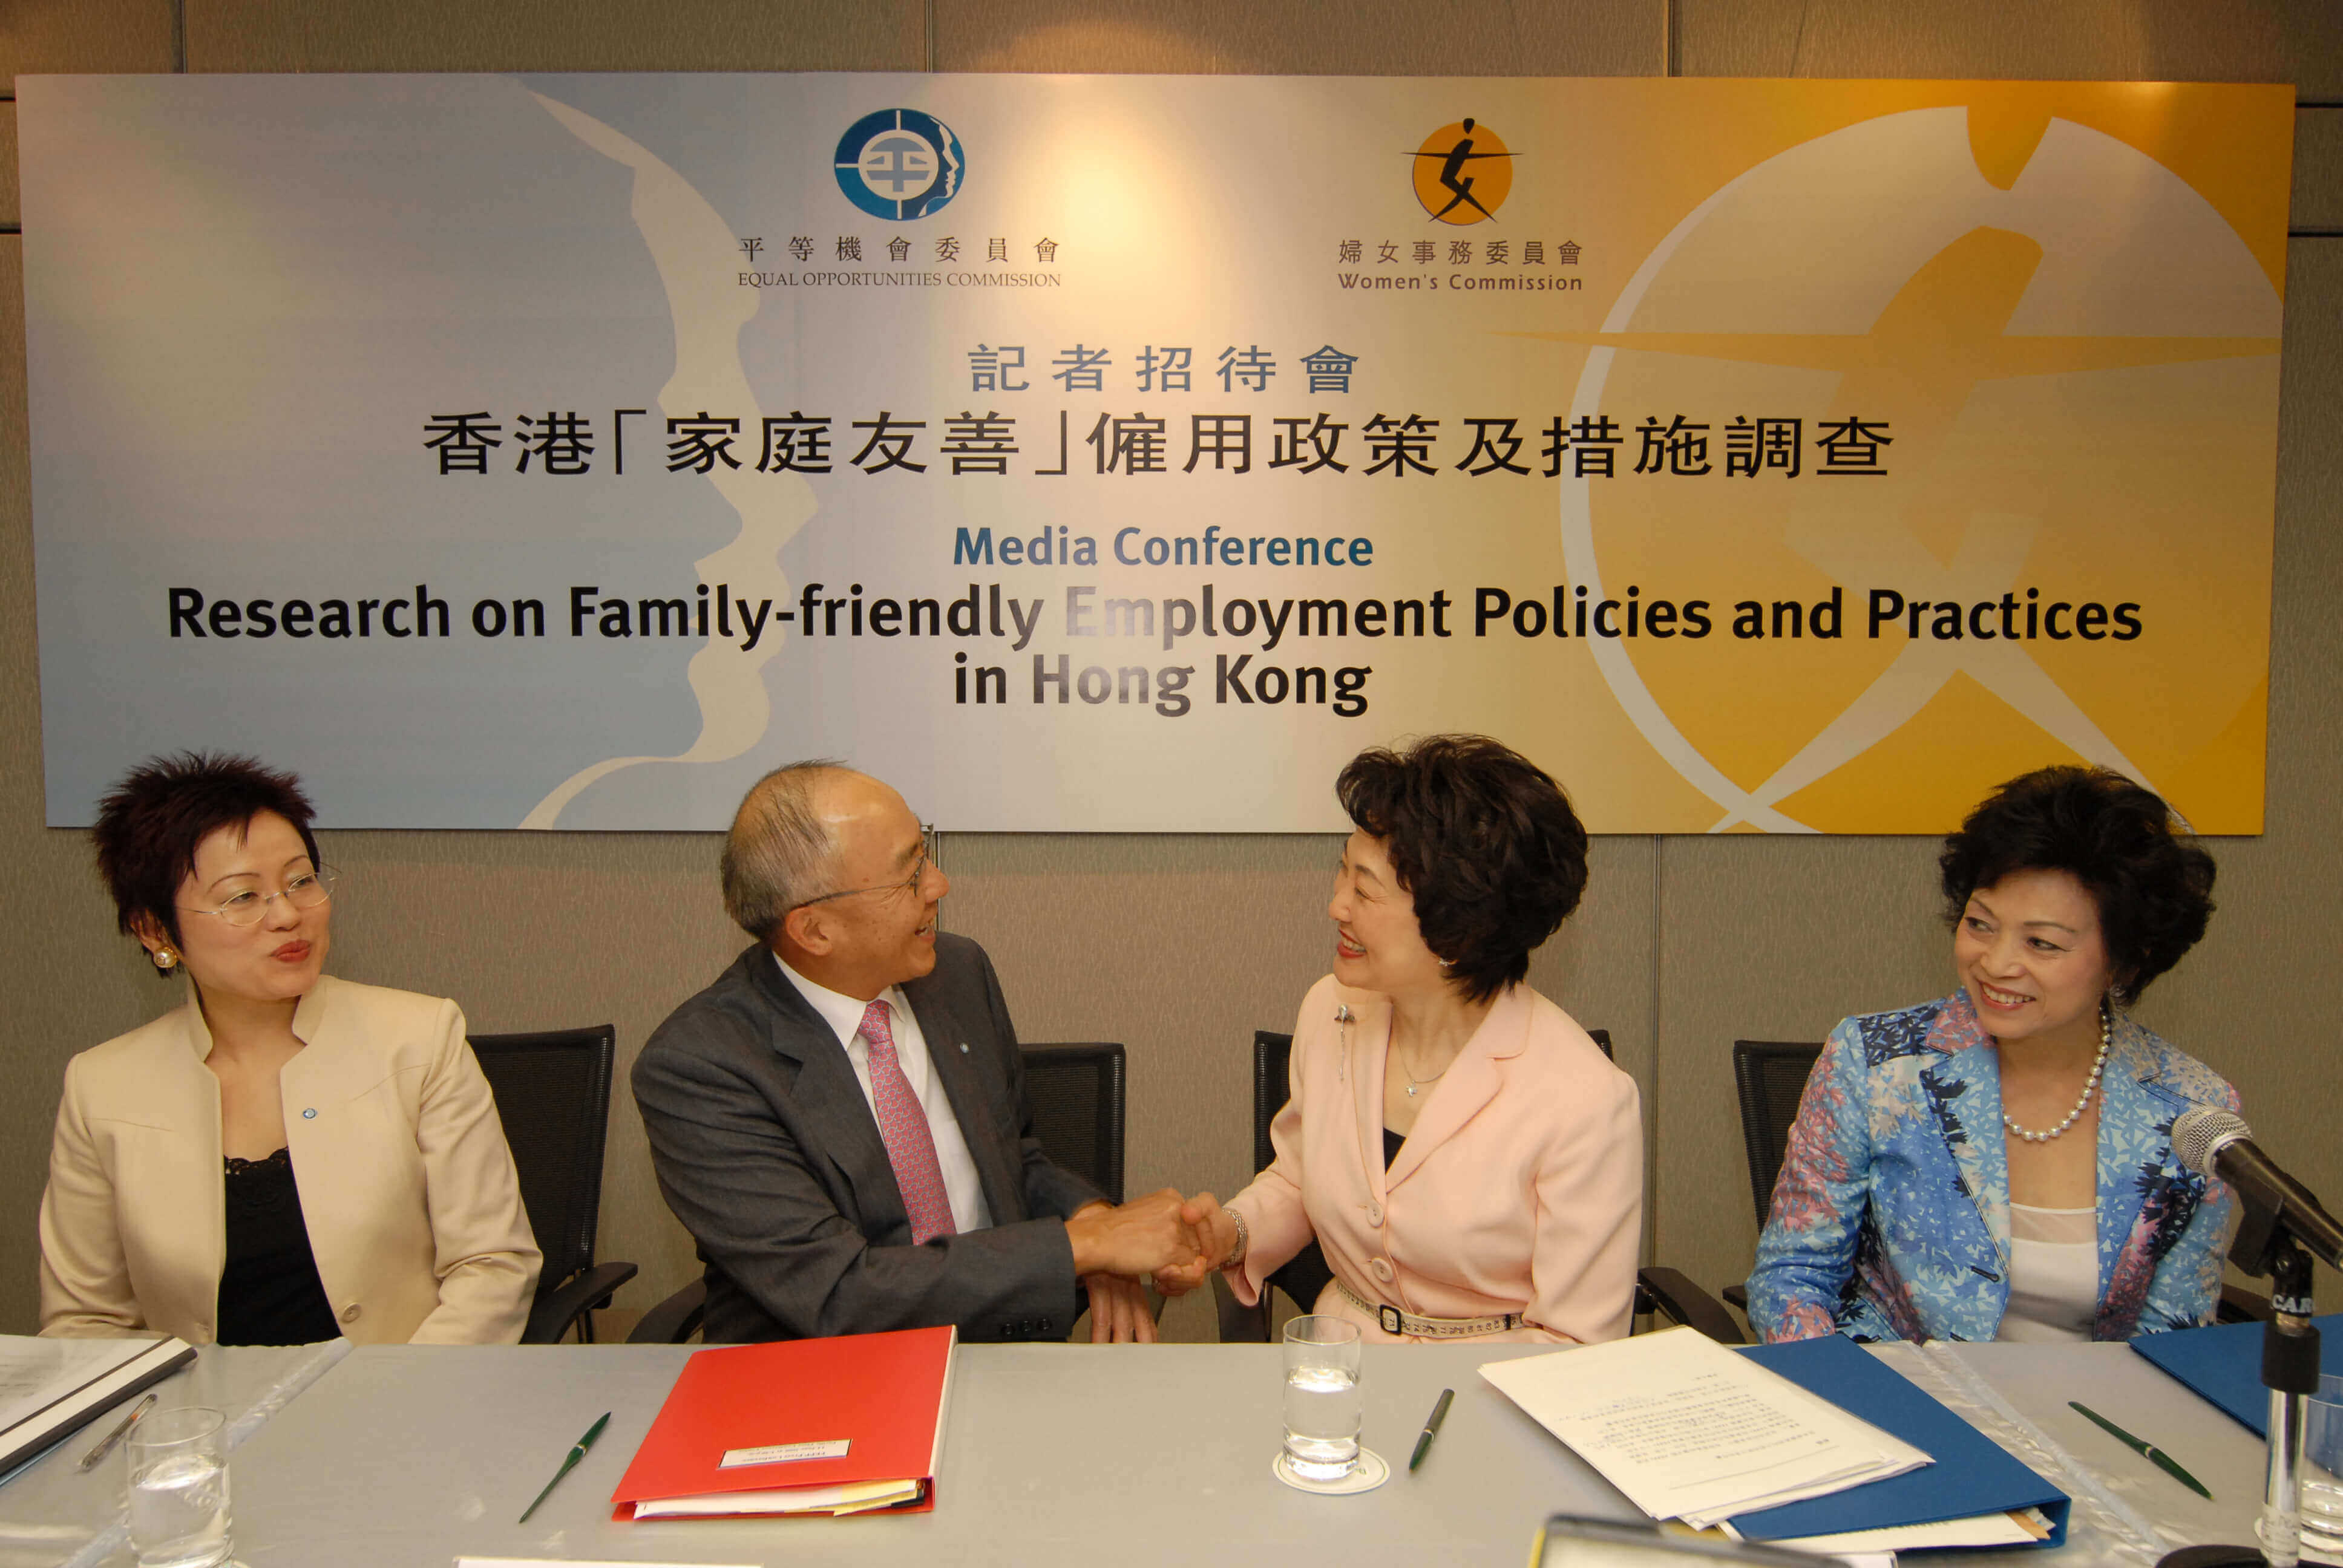 平等機會委員會
EQUAL OPPORTUNITIES COMMISSION
婦女事務委員會
Women's Commission
記者招待會
香港「家庭友善」僱用政策及措施調查
Media Conference
Research on Family-friendly Employment Policies and Practices
in Hong Kong